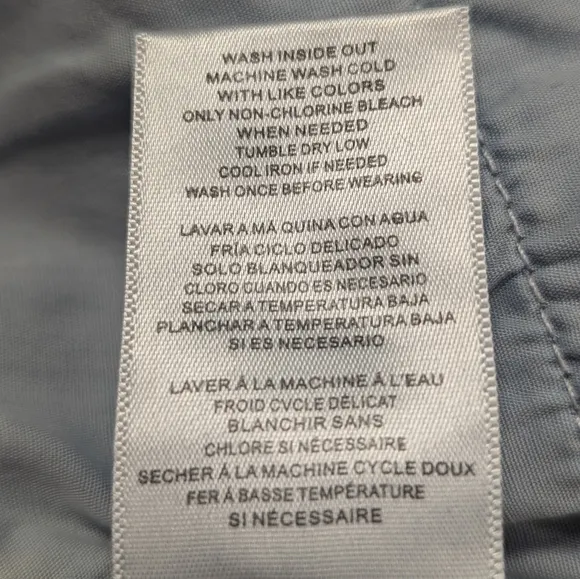 WASH INSIDE OUT
MACHINE WASH COLD
WITH LIKE COLORS
ONLY NON-CHLORINE BLEACH
WHEN NEEDED
TUMBLE DRY LOW
COOL IRON IF NEEDED
WASH ONCE BEFORE WEARING
LAVAR A MÁ QUINA CON AGUA
FRÍA CICLO DELICADO
SOLO BLANQUEADOR SIN
CLORO CUANDO ES NECESARIO
SECAR A TEMPERATURA BAJA
PLANCHAR A TEMPERATURA BAJA
SI ES NECESARIO
LAVER Á LA MACHINE Á L'EAU
FROID CYCLE DÉLICAT
BLANCHIR SANS
CHLORE SI NÉCESSAIRE
SECHER Á LA MACHINE CYCLE DOUX
FER Á BASSE TEMPÉRATURE
SI NÉCESSAIRE